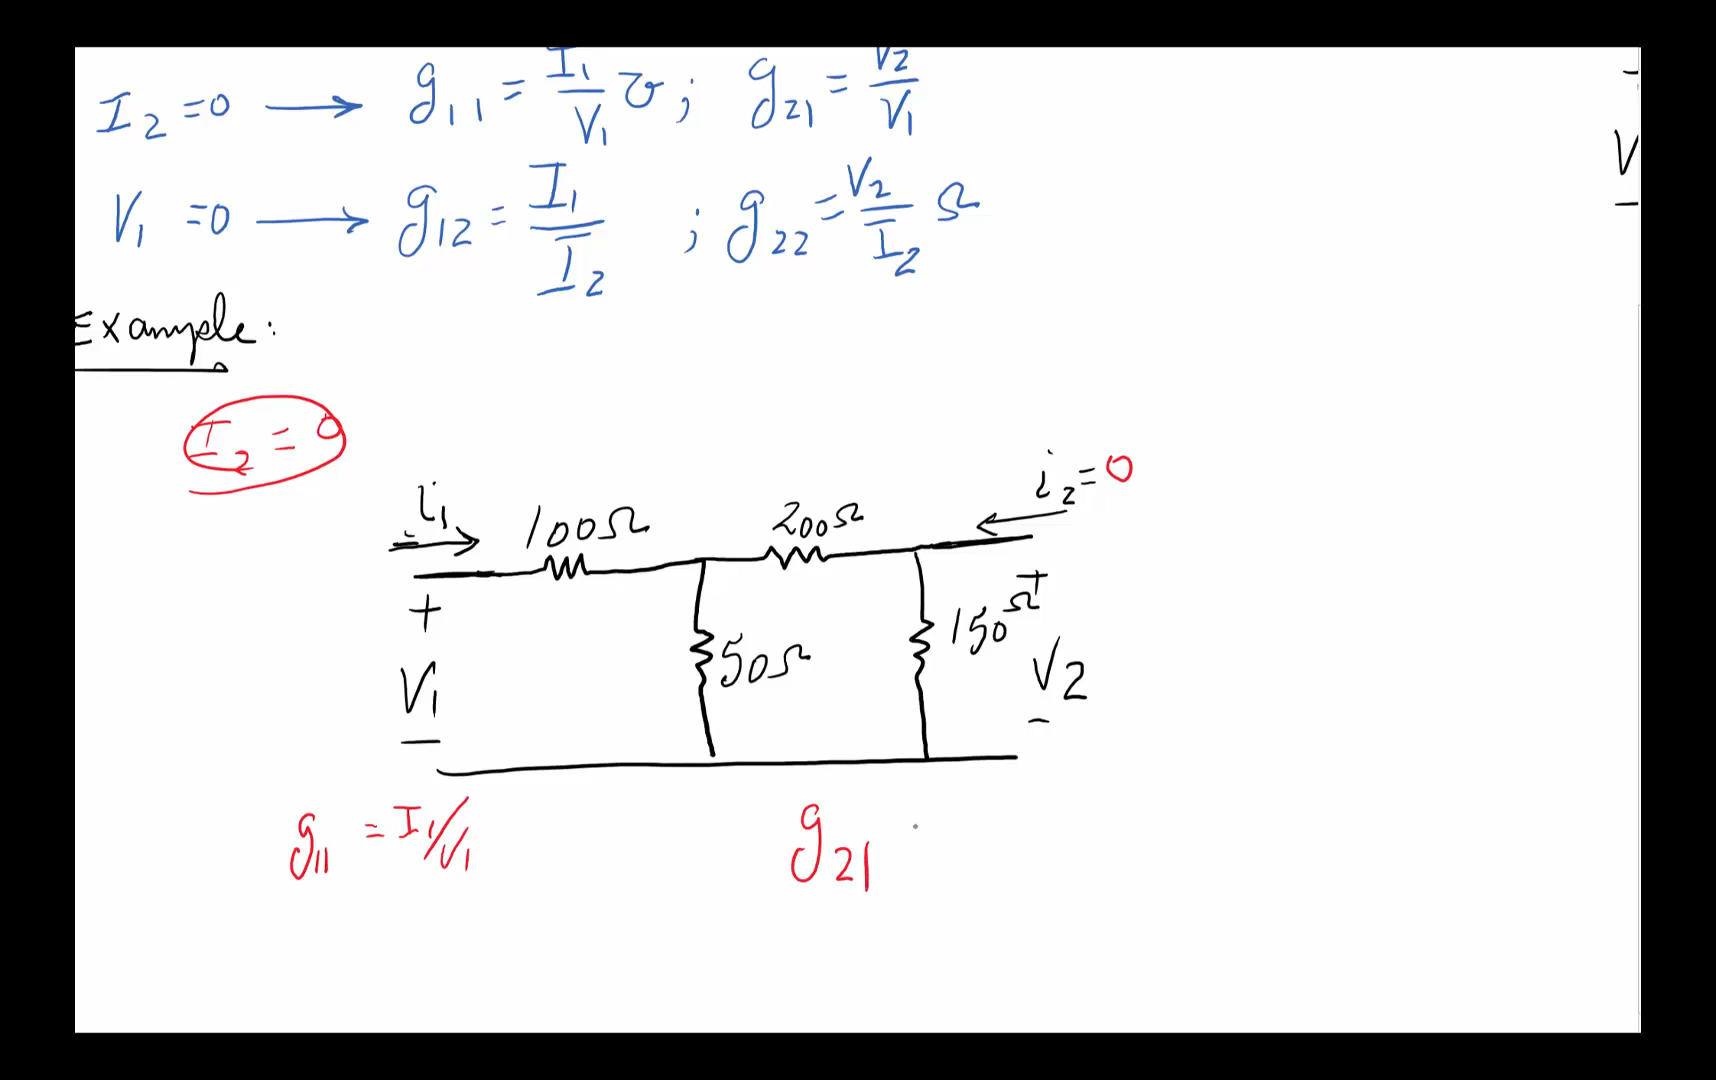 I2 = 0 → g11 = I1/V1 ℧; g21 = V2/V1
V1 = 0 → g12 = I1/I2 ; g22 = V2/I2 Ω
V
Example:
I2 = 0
i1 100Ω 200Ω i2 = 0
+ +
V1 50Ω 150Ω V2
− −
g11 = I1/V1 g21